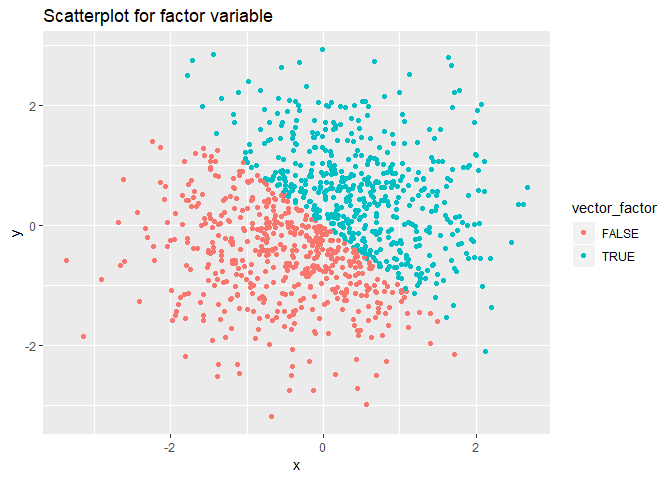 Scatterplot for factor variable
2
0
-2
y
-2
0
2
x
vector_factor
FALSE
TRUE